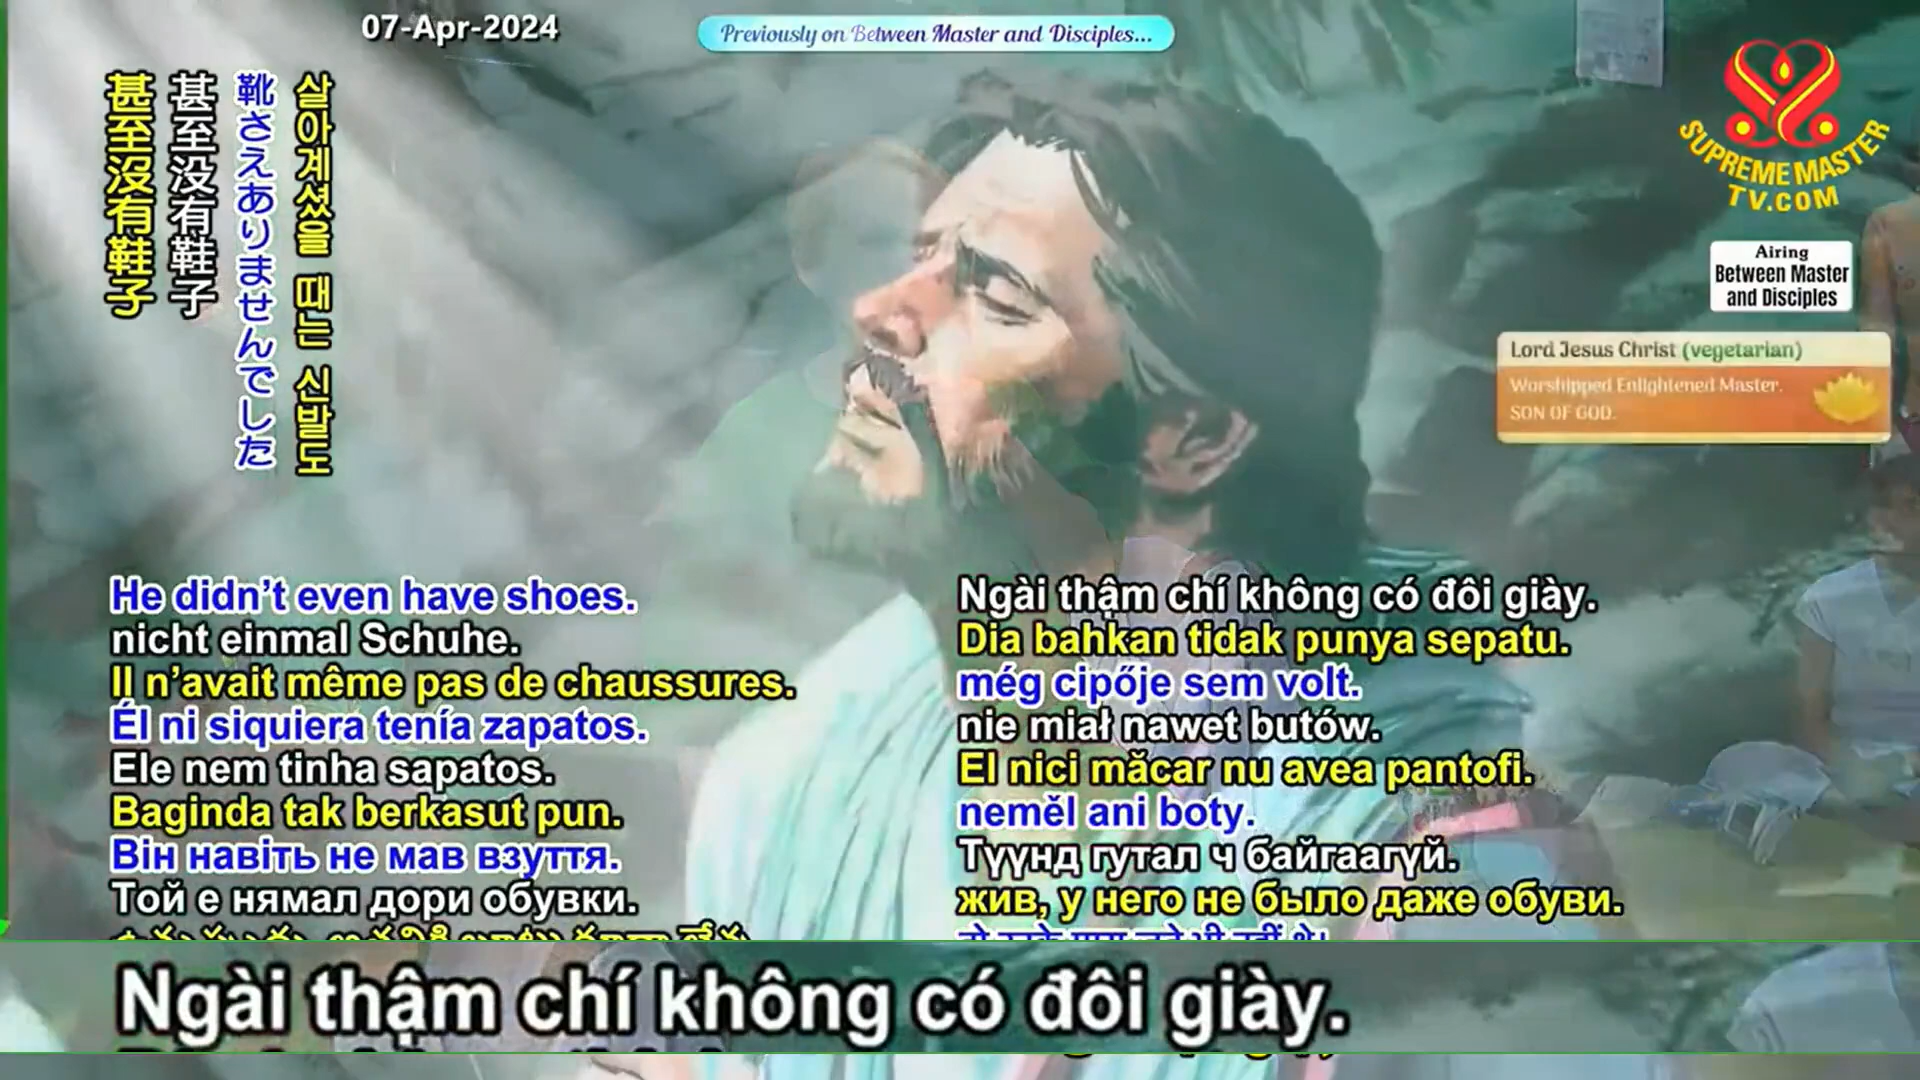 07-Apr-2024
Previously on Between Master and Disciples...
SUPREME MASTER
TV.COM
Airing
Between Master
and Disciples
Lord Jesus Christ (vegetarian)
Worshipped Enlightened Master.
SON OF GOD.
살아계셨을 때는 신발도
靴さえありませんでした
甚至没有鞋子
甚至沒有鞋子
He didn’t even have shoes.
nicht einmal Schuhe.
Il n’avait même pas de chaussures.
Él ni siquiera tenía zapatos.
Ele nem tinha sapatos.
Baginda tak berkasut pun.
Він навіть не мав взуття.
Той е нямал дори обувки.
Ngài thậm chí không có đôi giày.
Dia bahkan tidak punya sepatu.
még cipője sem volt.
nie miał nawet butów.
El nici măcar nu avea pantofi.
neměl ani boty.
Түүнд гутал ч байгаагүй.
жив, у него не было даже обуви.
Ngài thậm chí không có đôi giày.